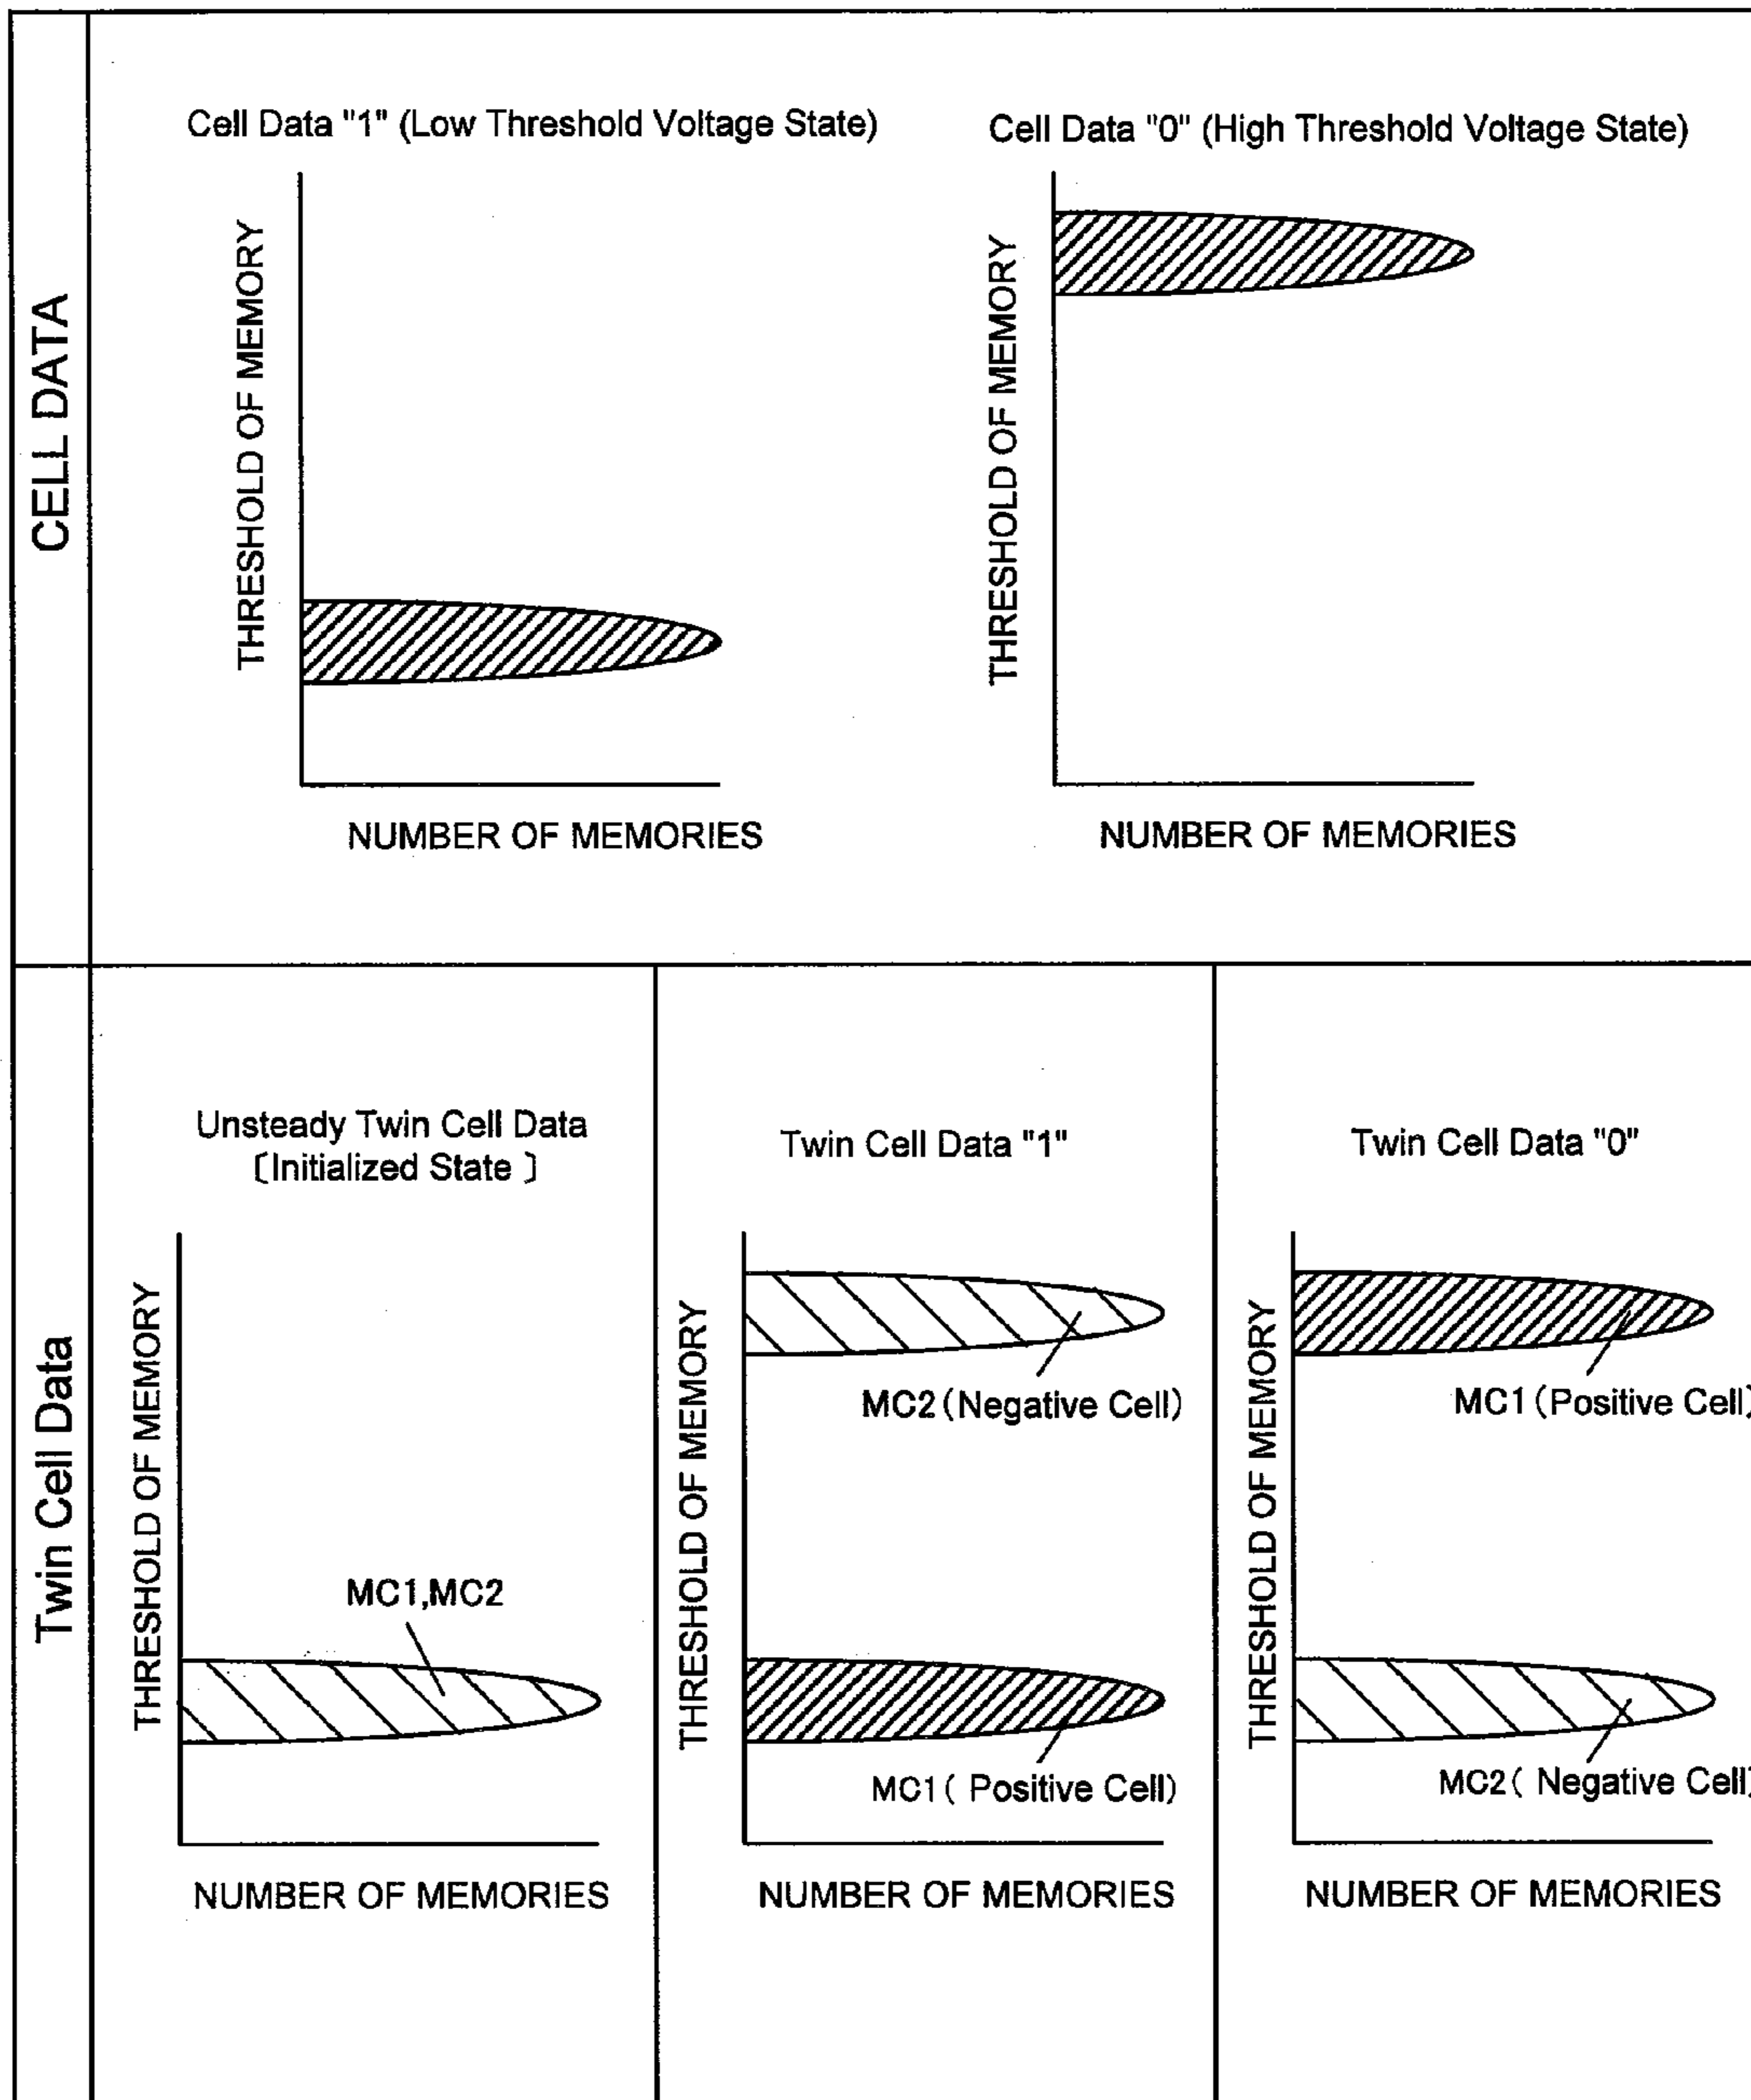 CELL DATA
Cell Data "1" (Low Threshold Voltage State)
THRESHOLD OF MEMORY
NUMBER OF MEMORIES
Cell Data "0" (High Threshold Voltage State)
THRESHOLD OF MEMORY
NUMBER OF MEMORIES
Twin Cell Data
Unsteady Twin Cell Data
〔Initialized State 〕
THRESHOLD OF MEMORY
MC1,MC2
NUMBER OF MEMORIES
Twin Cell Data "1"
THRESHOLD OF MEMORY
MC2(Negative Cell)
MC1( Positive Cell)
NUMBER OF MEMORIES
Twin Cell Data "0"
THRESHOLD OF MEMORY
MC1(Positive Cell)
MC2( Negative Cell)
NUMBER OF MEMORIES